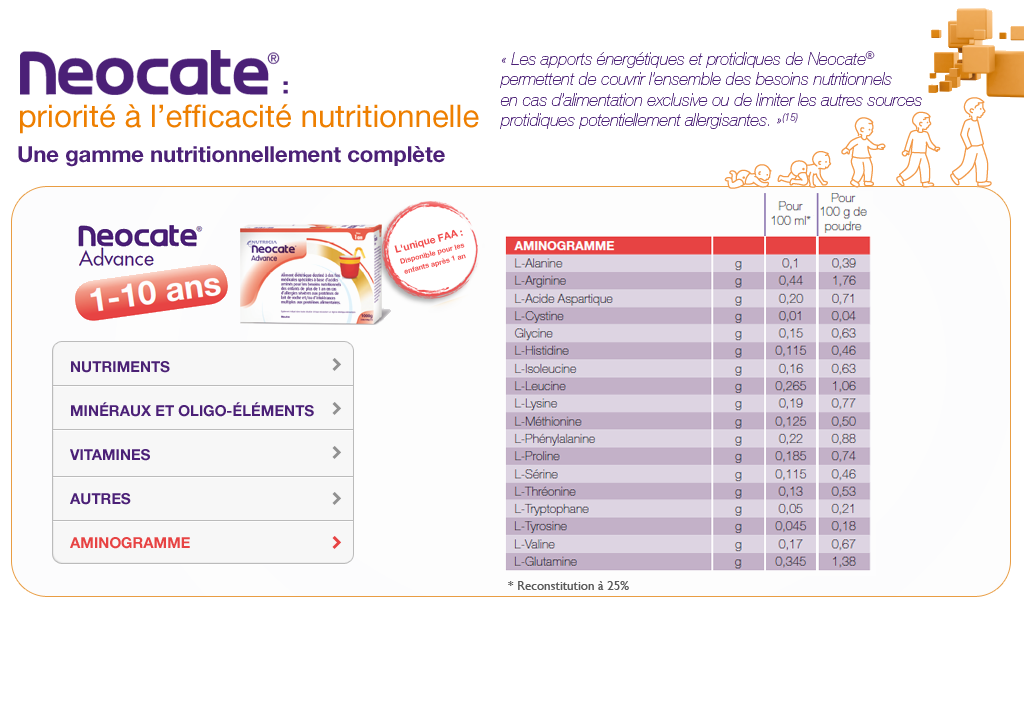 Neocate® :
priorité à l'efficacité nutritionnelle
Une gamme nutritionnellement complète
« Les apports énergétiques et protidiques de Neocate®
permettent de couvrir l'ensemble des besoins nutritionnels
en cas d'alimentation exclusive ou de limiter les autres sources
protidiques potentiellement allergisantes. »(15)
Neocate®
Advance
1-10 ans
NUTRICIA
Neocate®
Advance
L'unique FAA :
Disponible pour les
enfants après 1 an
NUTRIMENTS
MINÉRAUX ET OLIGO-ÉLÉMENTS
VITAMINES
AUTRES
AMINOGRAMME
Pour 100 ml* Pour 100 g de poudre
AMINOGRAMME
L-Alanine g 0,1 0,39
L-Arginine g 0,44 1,76
L-Acide Aspartique g 0,20 0,71
L-Cystine g 0,01 0,04
Glycine g 0,15 0,63
L-Histidine g 0,115 0,46
L-Isoleucine g 0,16 0,63
L-Leucine g 0,265 1,06
L-Lysine g 0,19 0,77
L-Méthionine g 0,125 0,50
L-Phénylalanine g 0,22 0,88
L-Proline g 0,185 0,74
L-Sérine g 0,115 0,46
L-Thréonine g 0,13 0,53
L-Tryptophane g 0,05 0,21
L-Tyrosine g 0,045 0,18
L-Valine g 0,17 0,67
L-Glutamine g 0,345 1,38
* Reconstitution à 25%